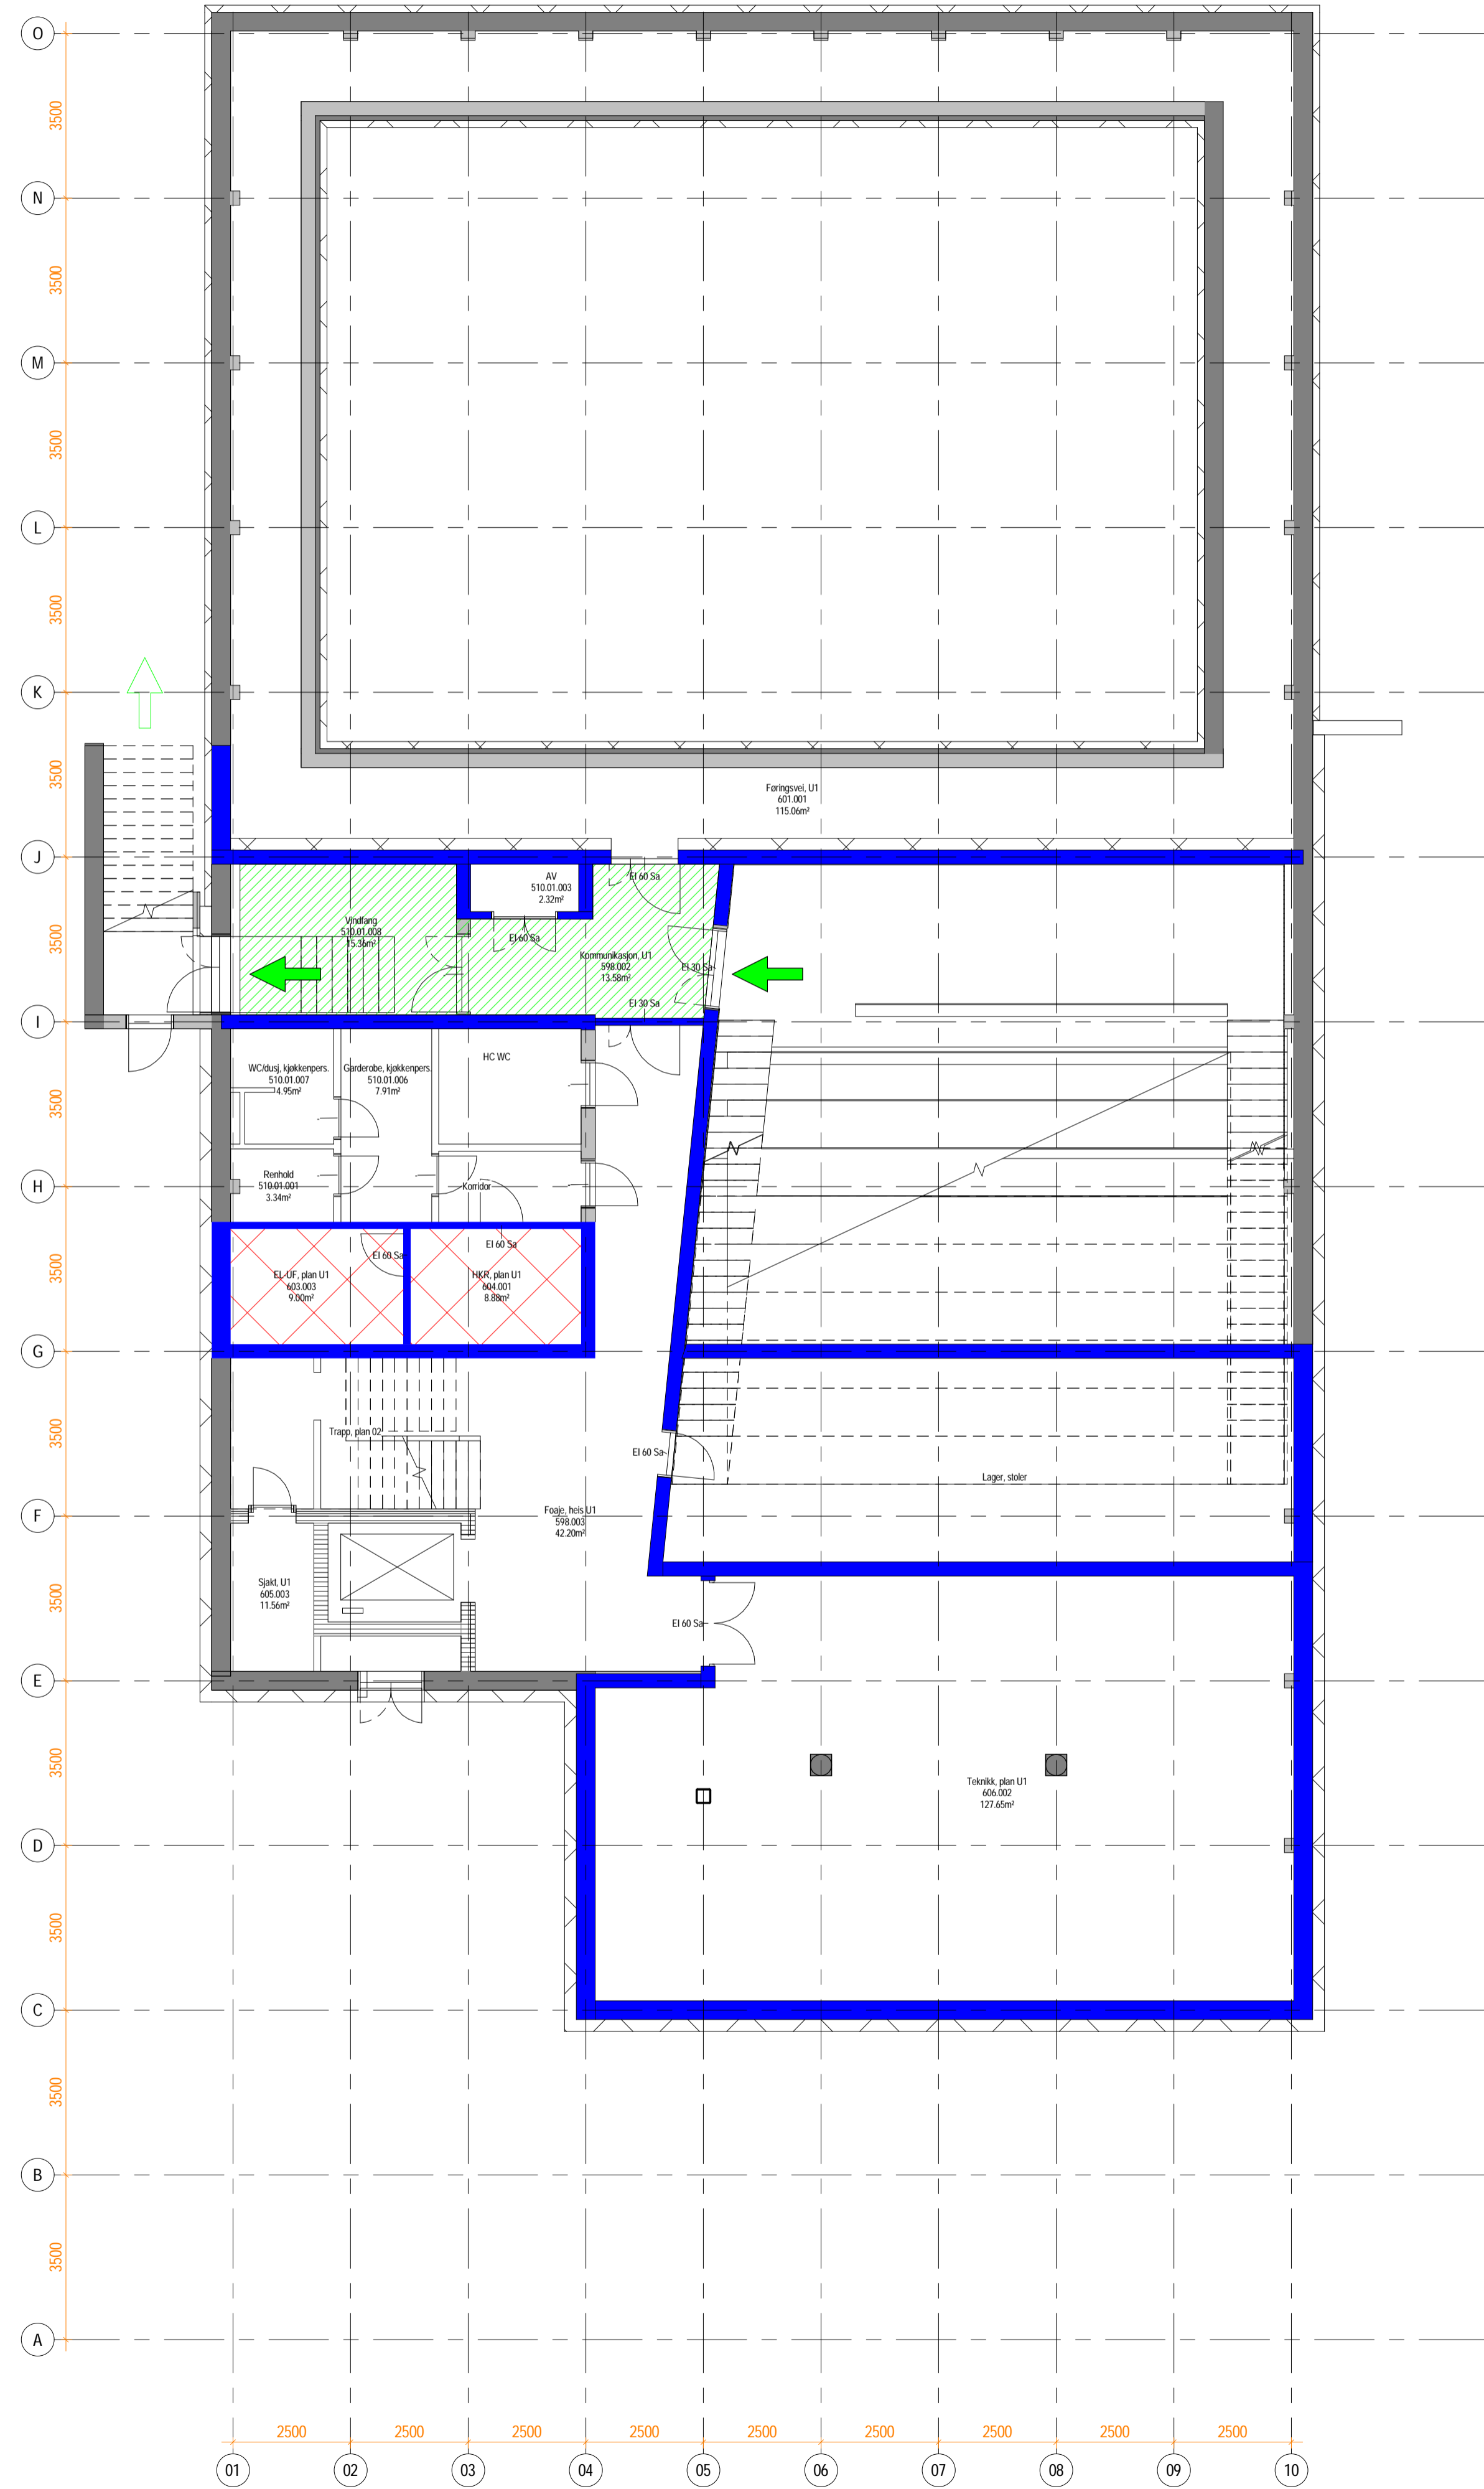 O
3500
N
3500
M
3500
L
3500
K
3500
Føringsvei, U1
601.001
115.06m²
J
3500
AV
510.01.003
2.32m²
EI 60 Sa
Vindfang
510.01.008
15.36m²
EI 60 Sa
Kommunikasjon, U1
598.002
13.58m²
EI 30 Sa
EI 30 Sa
I
3500
WC/dusj, kjøkkenpers.
510.01.007
4.95m²
Garderobe, kjøkkenpers.
510.01.006
7.91m²
HC WC
Renhold
510.01.001
3.34m²
Korridor
H
3500
EI 60 Sa
EI 60 Sa
EL-UF, plan U1
603.003
9.00m²
HKR, plan U1
604.001
8.88m²
G
3500
Trapp, plan 02
EI 60 Sa
Lager, stoler
F
3500
Foaje, heis U1
598.003
42.20m²
Sjakt, U1
605.003
11.56m²
EI 60 Sa
E
3500
Teknikk, plan U1
606.002
127.65m²
D
3500
C
3500
B
3500
A
2500
2500
2500
2500
2500
2500
2500
2500
2500
01
02
03
04
05
06
07
08
09
10